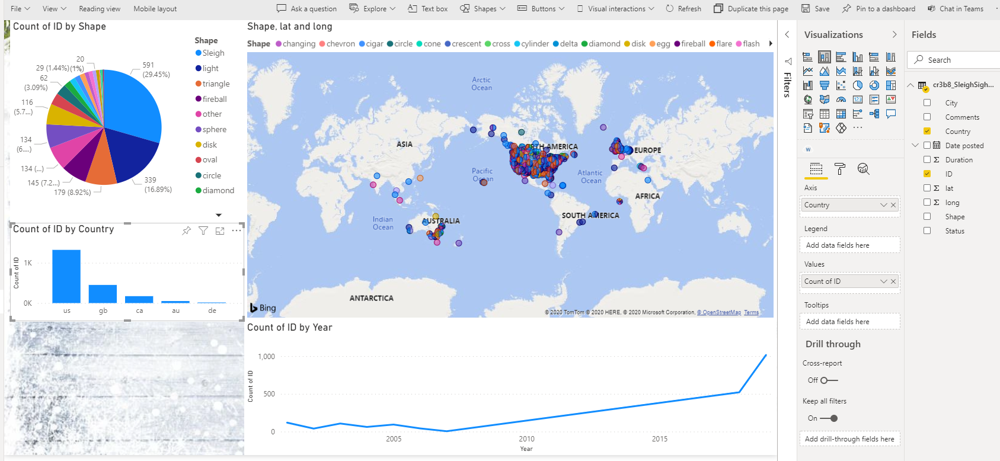 File View Reading view Mobile layout Ask a question Explore Text box Shapes Buttons Visual interactions Refresh Duplicate this page Save Pin to a dashboard Chat in Teams
Count of ID by Shape
Shape
Sleigh
light
triangle
fireball
other
sphere
disk
oval
circle
diamond
591
(29.45%)
339
(16.89%)
179 (8.92%)
145 (7.2...)
134 (...)
134
(6....)
116
(5.7...)
62
(3.09%)
29 (1.44%)
20
(1%)
Shape, lat and long
Shape changing chevron cigar circle cone crescent cross cylinder delta diamond disk egg fireball flare flash
Arctic
Ocean
ASIA
RTH AMERICA
EUROPE
Pacific
Ocean
Atlantic
Ocean
AFRICA
SOUTH AMERICA
Indian
Ocean
AUSTRALIA
ANTARCTICA
Bing
© 2020 TomTom © 2020 HERE, © 2020 Microsoft Corporation, © OpenStreetMap Terms
Count of ID by Country
Count of ID
1K
0K
us gb ca au de
Count of ID by Year
Count of ID
1,000
500
0
2005 2010 2015
Year
Filters
Visualizations
W
Axis
Country
Legend
Add data fields here
Values
Count of ID
Tooltips
Add data fields here
Drill through
Cross-report
Off
Keep all filters
On
Add drill-through fields here
Fields
Search
cr3b8_SleighSigh...
City
Comments
Country
Date posted
Duration
ID
lat
long
Shape
Status